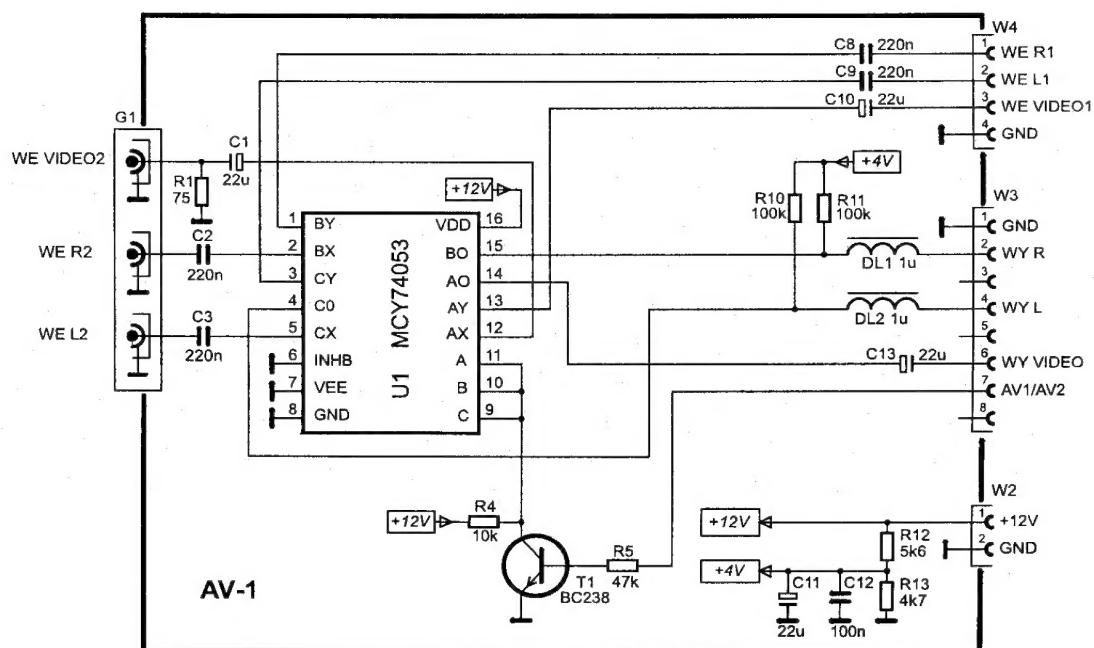 W4
C8 220n
1 WE R1
C9 220n
2 WE L1
C10 22u
3 WE VIDEO1
4 GND
G1
WE VIDEO2
C1
22u
R1
75
+4V
+12V
R10
100k
R11
100k
W3
1 GND
2 WY R
3
4 WY L
5
6 WY VIDEO
7 AV1/AV2
8
DL1 1u
DL2 1u
C13 22u
WE R2
C2
220n
WE L2
C3
220n
1 BY VDD 16
2 BX BO 15
3 CY AO 14
4 C0 AY 13
5 CX AX 12
6 INHB A 11
7 VEE B 10
8 GND C 9
U1 MCY74053
+12V
R4
10k
T1
BC238
R5
47k
W2
1 +12V
2 GND
+12V
R12
5k6
+4V
C11
22u
C12
100n
R13
4k7
AV-1